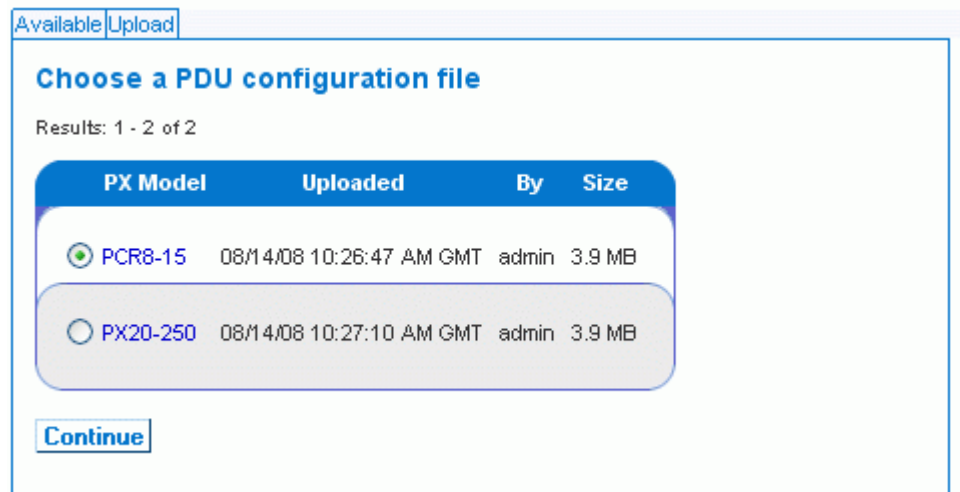 Available Upload
Choose a PDU configuration file
Results: 1 - 2 of 2
PX Model Uploaded By Size
PCR8-15 08/14/08 10:26:47 AM GMT admin 3.9 MB
PX20-250 08/14/08 10:27:10 AM GMT admin 3.9 MB
Continue